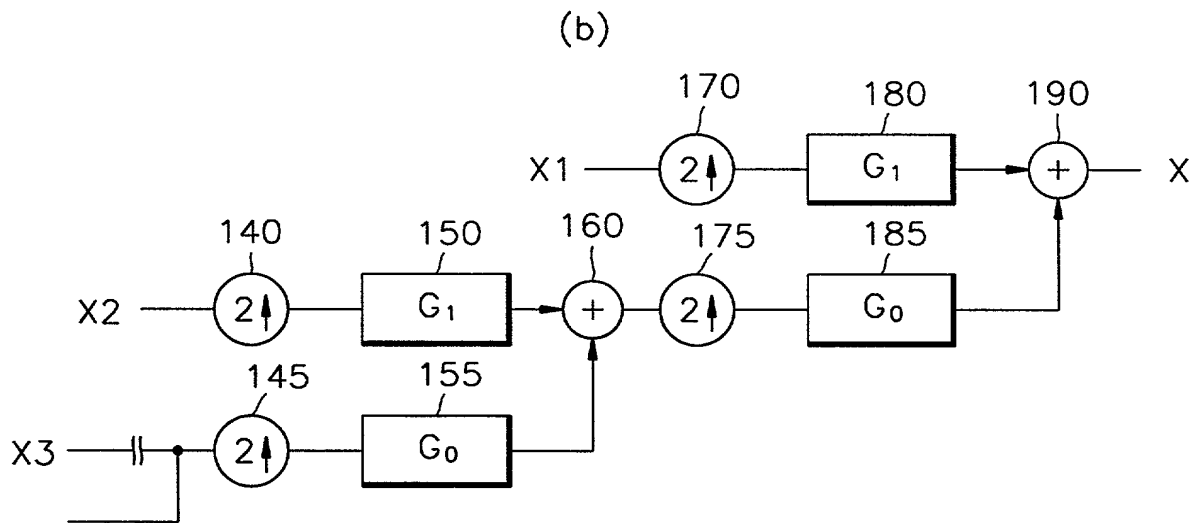 (b)
170 180 190
X1 2↑ G₁ + X
140 150 160 175 185
X2 2↑ G₁ + 2↑ G₀
145 155
X3 2↑ G₀